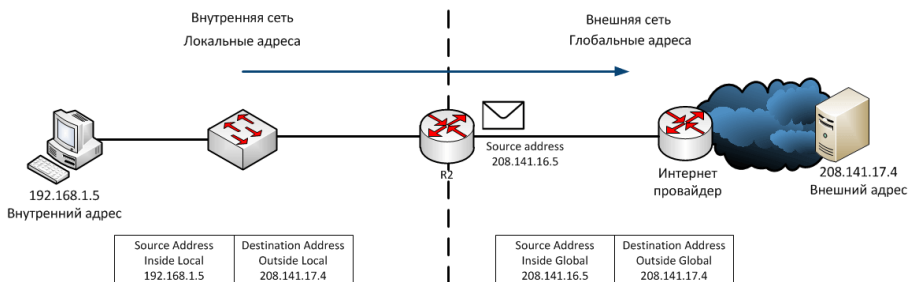 Внутренняя сеть
Локальные адреса
Внешняя сеть
Глобальные адреса
192.168.1.5
Внутренний адрес
R2
Source address
208.141.16.5
Интернет
провайдер
208.141.17.4
Внешний адрес
Source Address
Inside Local
192.168.1.5
Destination Address
Outside Local
208.141.17.4
Source Address
Inside Global
208.141.16.5
Destination Address
Outside Global
208.141.17.4